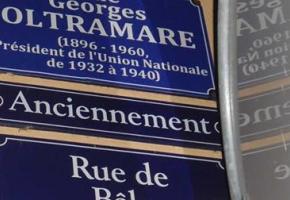 Georges
OLTRAMARE
(1896 - 1960,
Président de l'Union Nationale
de 1932 à 1940)
Anciennement
Rue de